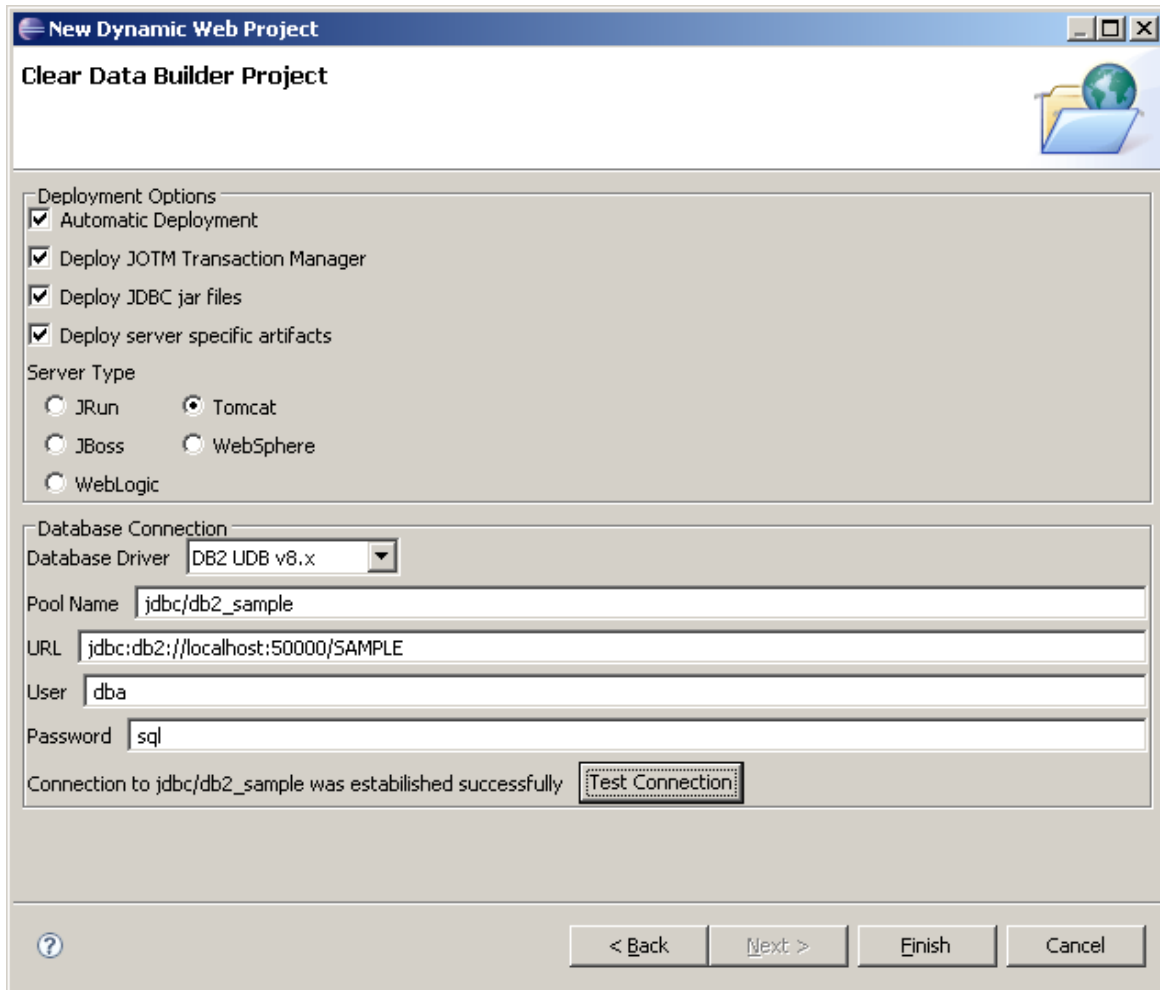 New Dynamic Web Project
Clear Data Builder Project
Deployment Options
Automatic Deployment
Deploy JOTM Transaction Manager
Deploy JDBC jar files
Deploy server specific artifacts
Server Type
JRun Tomcat
JBoss WebSphere
WebLogic
Database Connection
Database Driver DB2 UDB v8.x
Pool Name jdbc/db2_sample
URL jdbc:db2://localhost:50000/SAMPLE
User dba
Password sql
Connection to jdbc/db2_sample was estabilished successfully Test Connection
? < Back Next > Finish Cancel